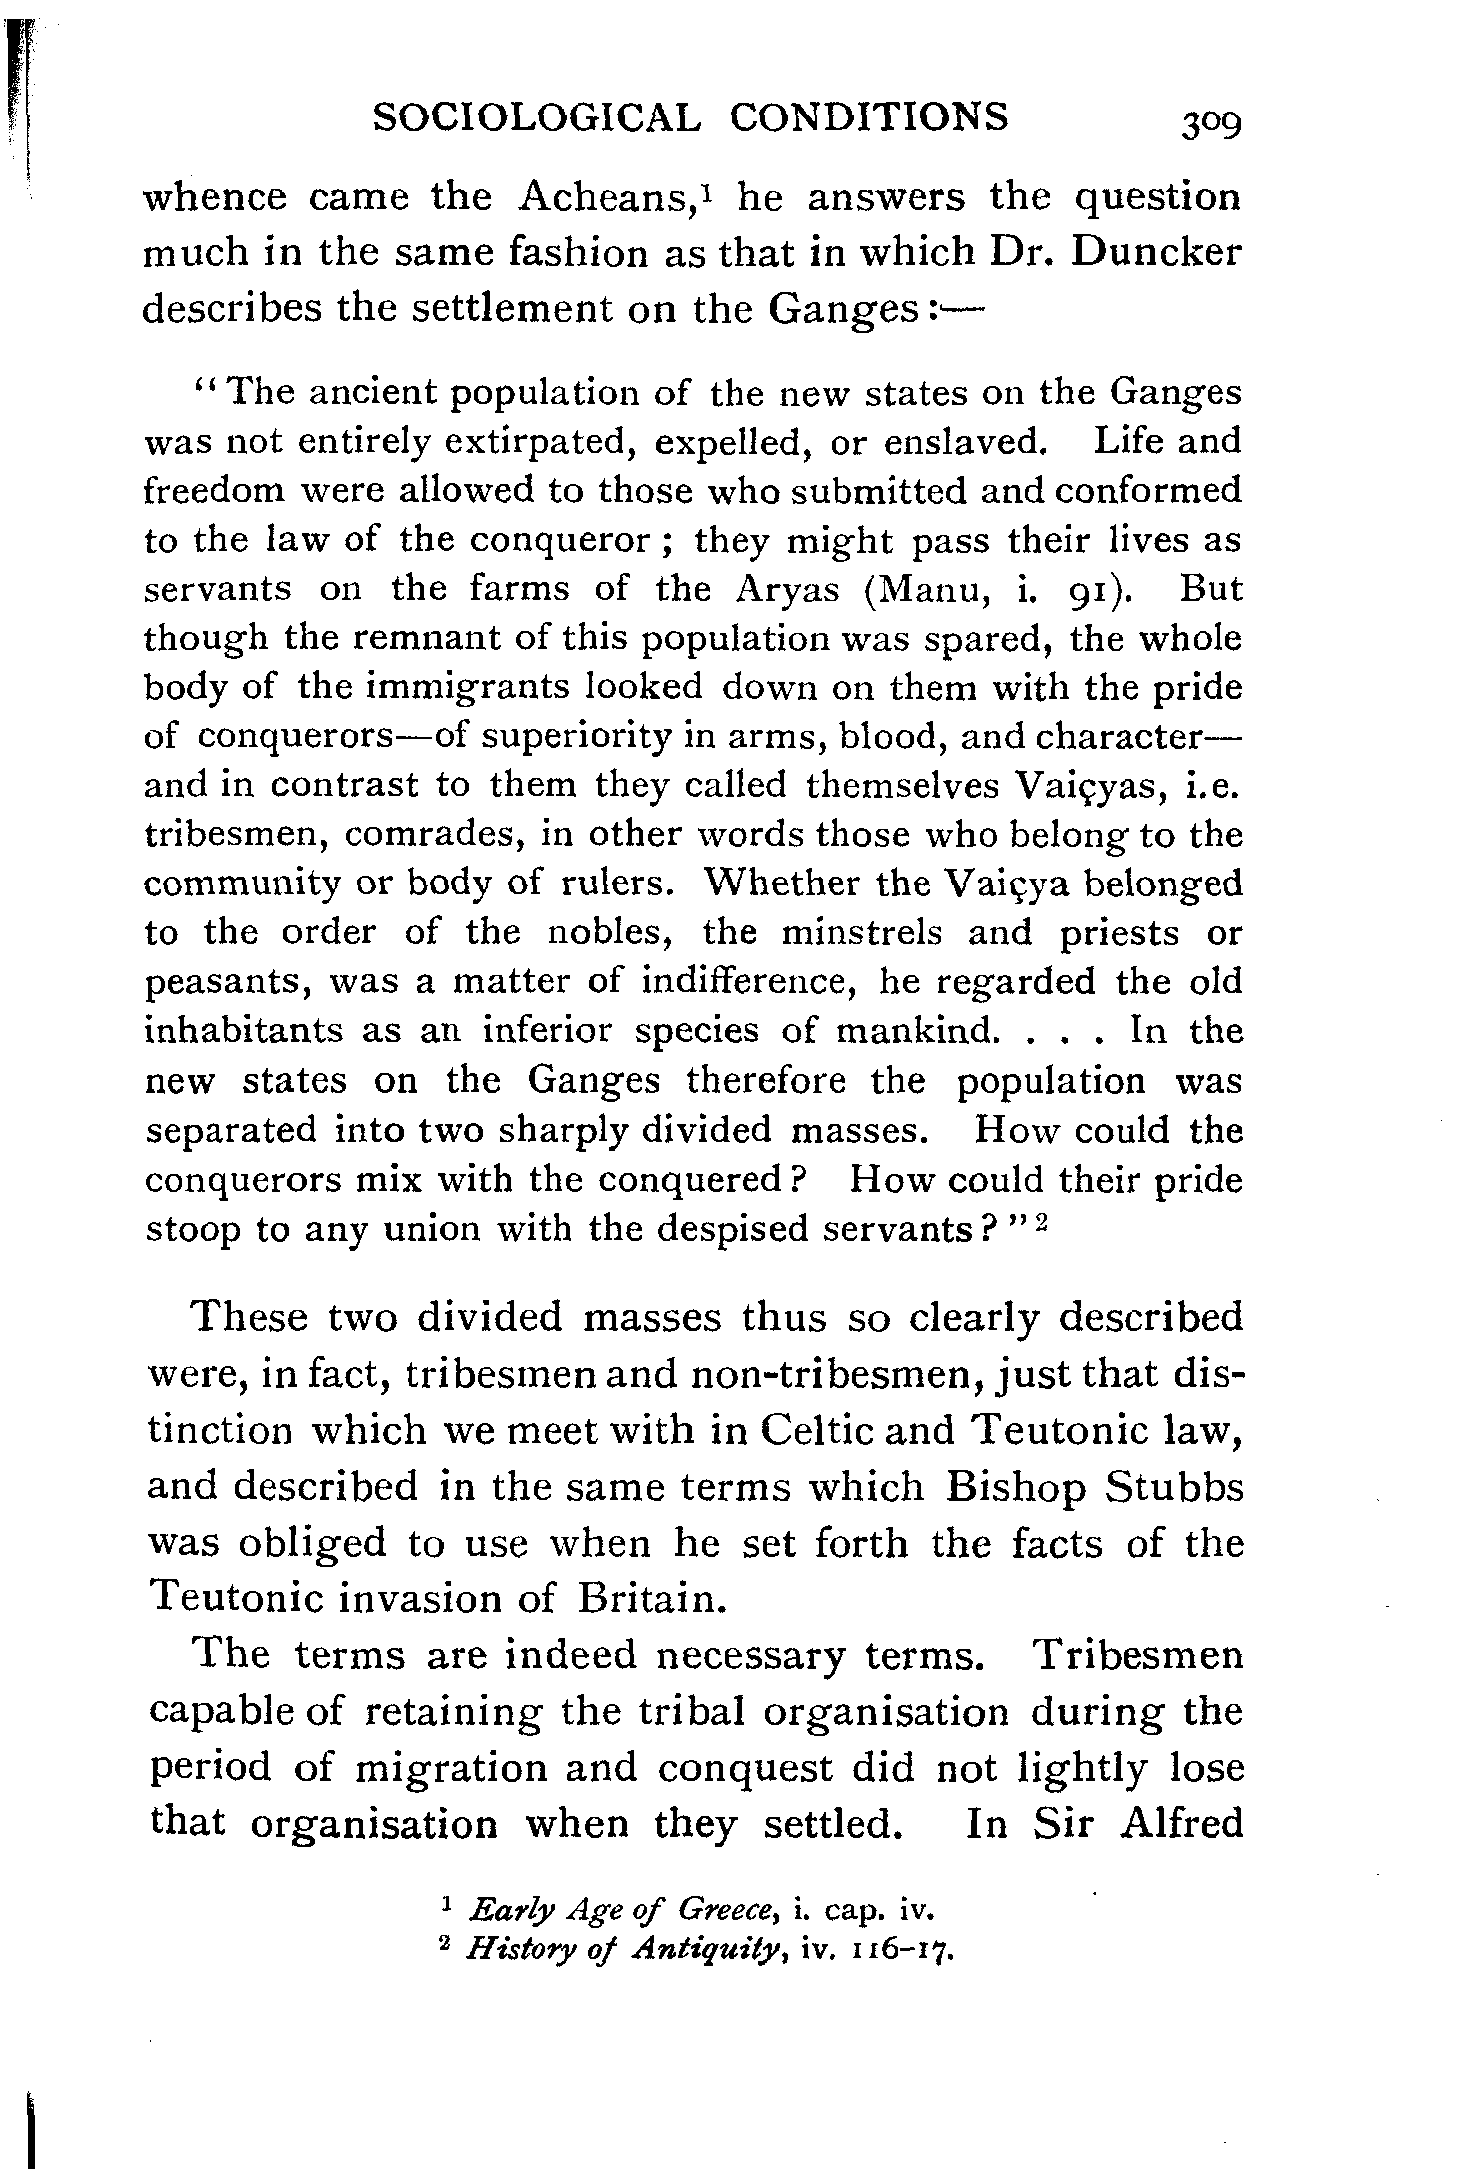 SOCIOLOGICAL CONDITIONS 309
whence came the Acheans,¹ he answers the question
much in the same fashion as that in which Dr. Duncker
describes the settlement on the Ganges :—
“ The ancient population of the new states on the Ganges
was not entirely extirpated, expelled, or enslaved. Life and
freedom were allowed to those who submitted and conformed
to the law of the conqueror ; they might pass their lives as
servants on the farms of the Aryas (Manu, i. 91). But
though the remnant of this population was spared, the whole
body of the immigrants looked down on them with the pride
of conquerors—of superiority in arms, blood, and character—
and in contrast to them they called themselves Vaiçyas, i.e.
tribesmen, comrades, in other words those who belong to the
community or body of rulers. Whether the Vaiçya belonged
to the order of the nobles, the minstrels and priests or
peasants, was a matter of indifference, he regarded the old
inhabitants as an inferior species of mankind. . . . In the
new states on the Ganges therefore the population was
separated into two sharply divided masses. How could the
conquerors mix with the conquered ? How could their pride
stoop to any union with the despised servants ? ” ²
These two divided masses thus so clearly described
were, in fact, tribesmen and non-tribesmen, just that dis-
tinction which we meet with in Celtic and Teutonic law,
and described in the same terms which Bishop Stubbs
was obliged to use when he set forth the facts of the
Teutonic invasion of Britain.
The terms are indeed necessary terms. Tribesmen
capable of retaining the tribal organisation during the
period of migration and conquest did not lightly lose
that organisation when they settled. In Sir Alfred
¹ Early Age of Greece, i. cap. iv.
² History of Antiquity, iv. 116–17.